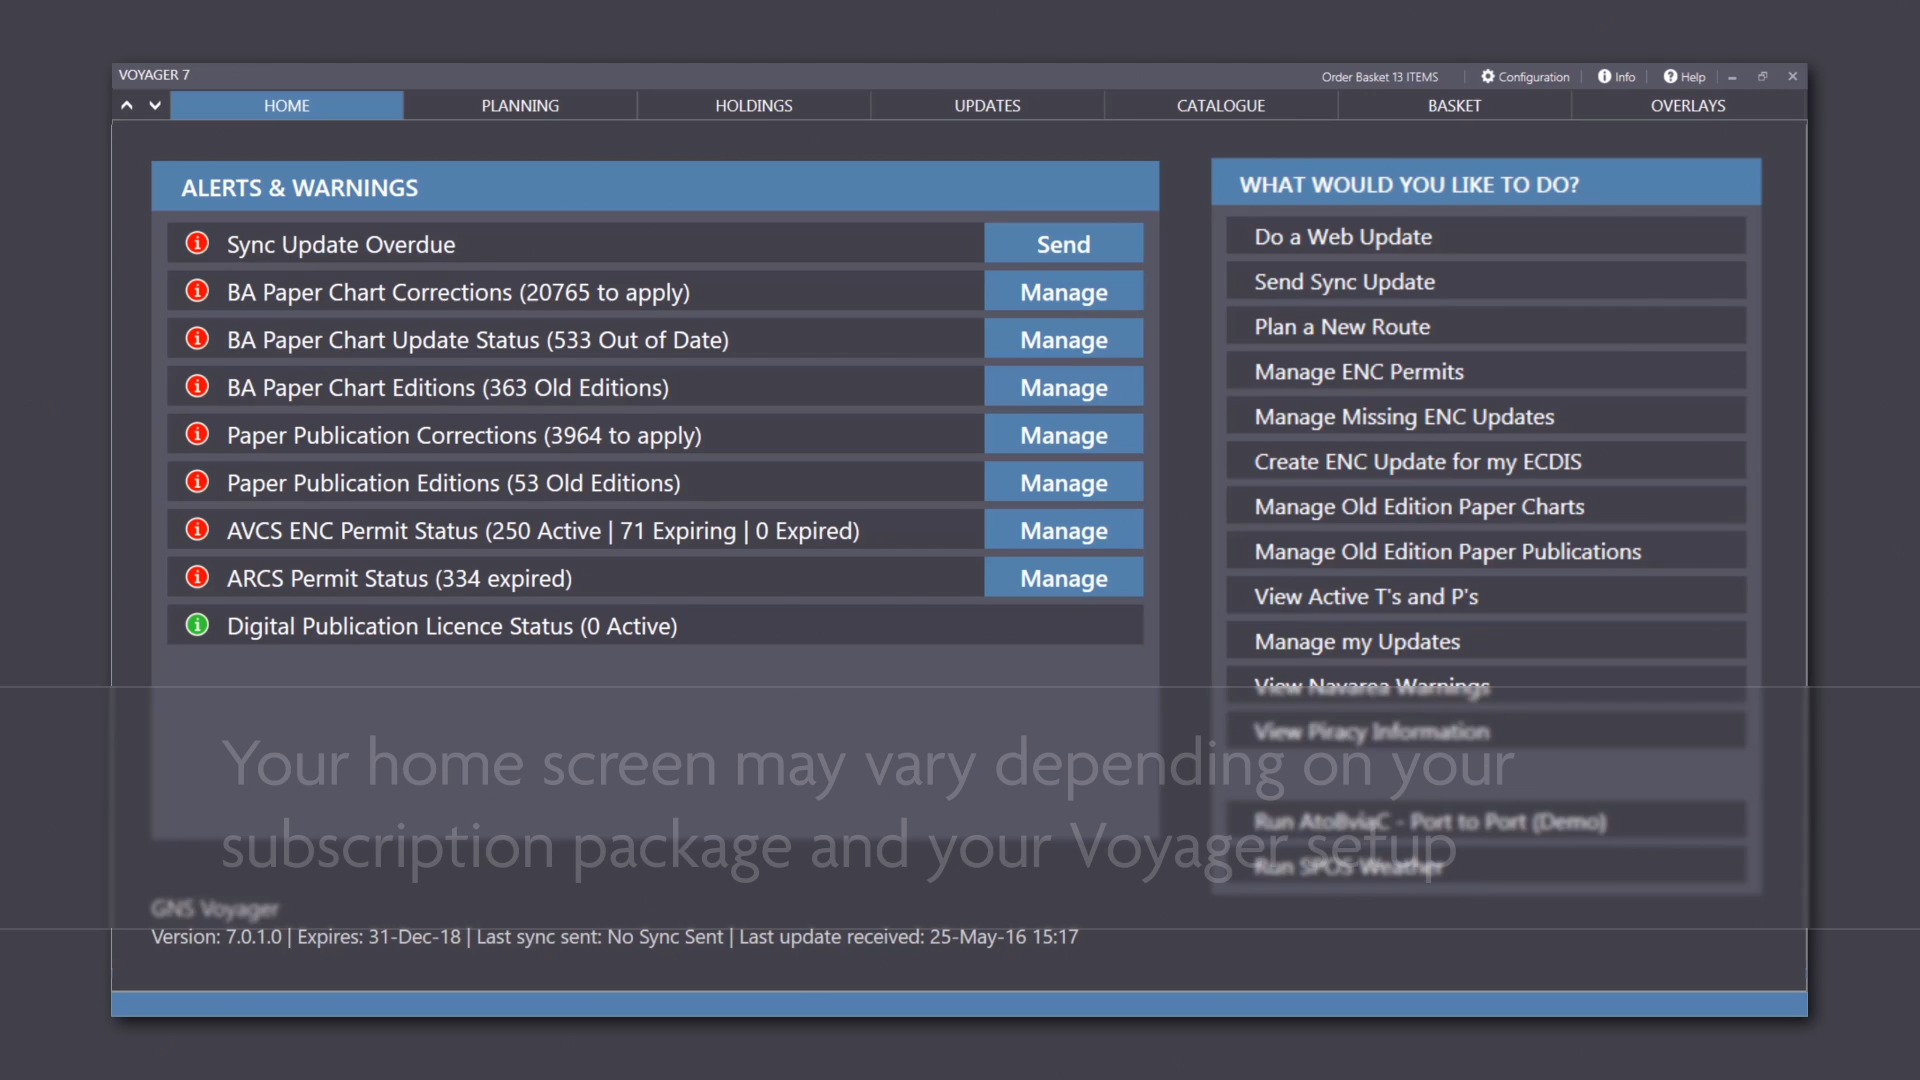 VOYAGER 7
Order Basket 13 ITEMS
Configuration
Info
Help
HOME
PLANNING
HOLDINGS
UPDATES
CATALOGUE
BASKET
OVERLAYS
ALERTS & WARNINGS
Sync Update Overdue
Send
BA Paper Chart Corrections (20765 to apply)
Manage
BA Paper Chart Update Status (533 Out of Date)
Manage
BA Paper Chart Editions (363 Old Editions)
Manage
Paper Publication Corrections (3964 to apply)
Manage
Paper Publication Editions (53 Old Editions)
Manage
AVCS ENC Permit Status (250 Active | 71 Expiring | 0 Expired)
Manage
ARCS Permit Status (334 expired)
Manage
Digital Publication Licence Status (0 Active)
WHAT WOULD YOU LIKE TO DO?
Do a Web Update
Send Sync Update
Plan a New Route
Manage ENC Permits
Manage Missing ENC Updates
Create ENC Update for my ECDIS
Manage Old Edition Paper Charts
Manage Old Edition Paper Publications
View Active T's and P's
Manage my Updates
View Navarea Warnings
View Piracy Information
Run AtoBviaC - Port to Port (Demo)
Run SPOS Weather
Your home screen may vary depending on your
subscription package and your Voyager setup
GNS Voyager
Version: 7.0.1.0 | Expires: 31-Dec-18 | Last sync sent: No Sync Sent | Last update received: 25-May-16 15:17